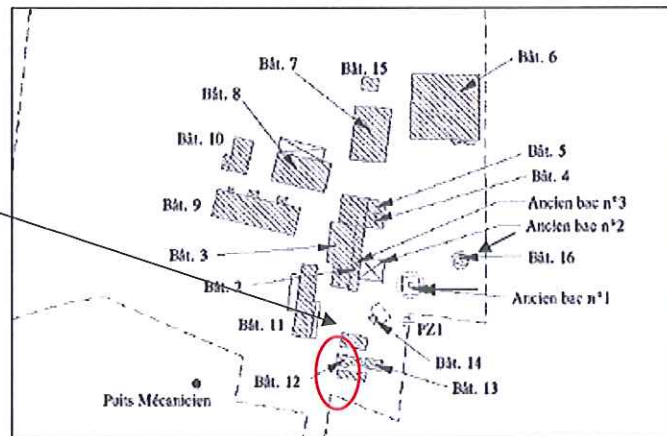 Bât. 15
Bât. 7
Bât. 6
Bât. 8
Bât. 10
Bât. 5
Bât. 4
Bât. 9
Ancien bac n°3
Ancien bac n°2
Bât. 3
Bât. 16
Bât. 2
Ancien bac n°1
Bât. 11
PZ1
Bât. 14
Bât. 12
Bât. 13
Puits Mécanicien